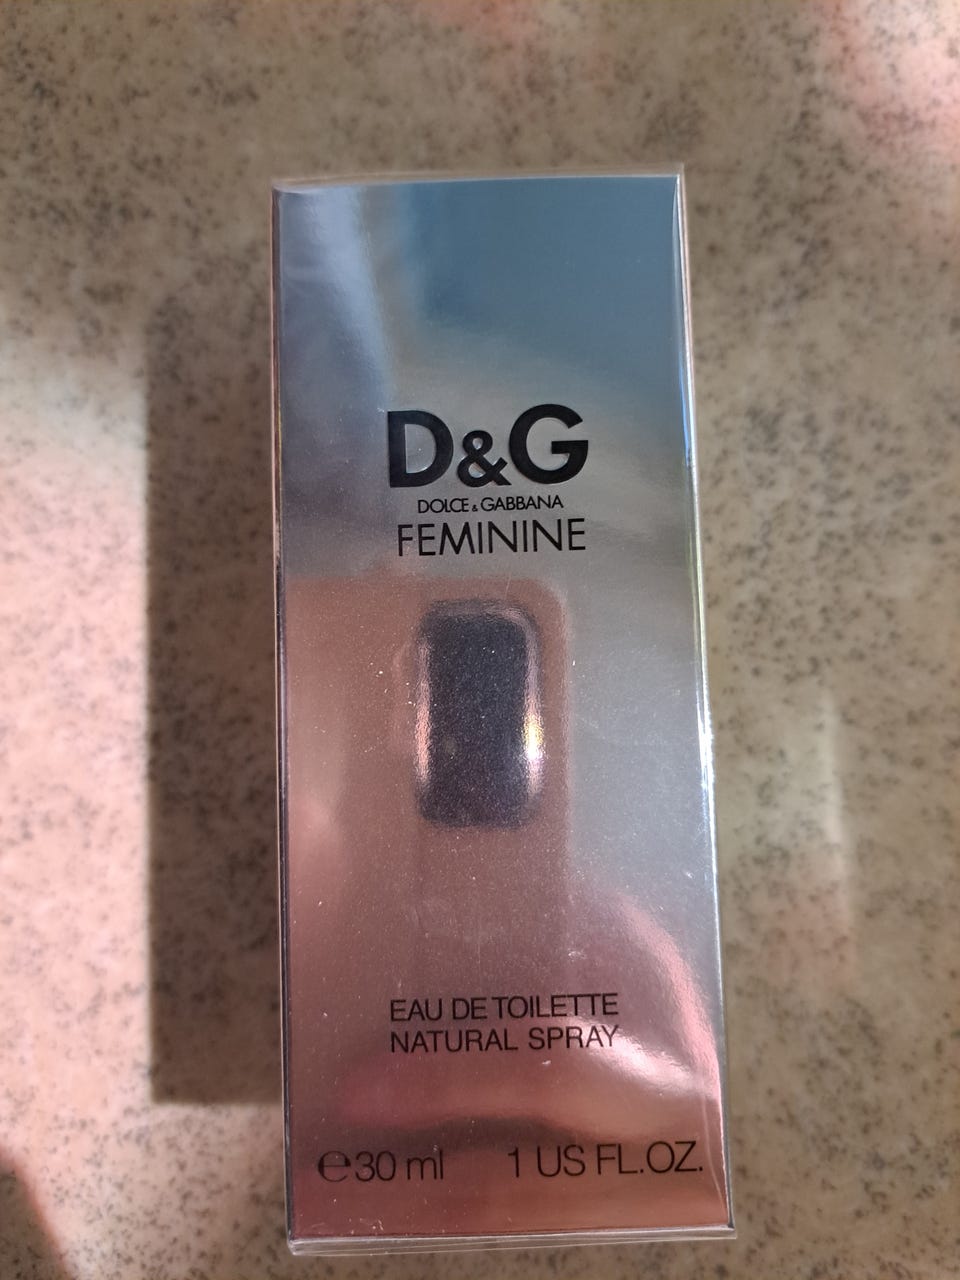 D&G
DOLCE & GABBANA
FEMININE
EAU DE TOILETTE
NATURAL SPRAY
℮30 ml 1 US FL.OZ.